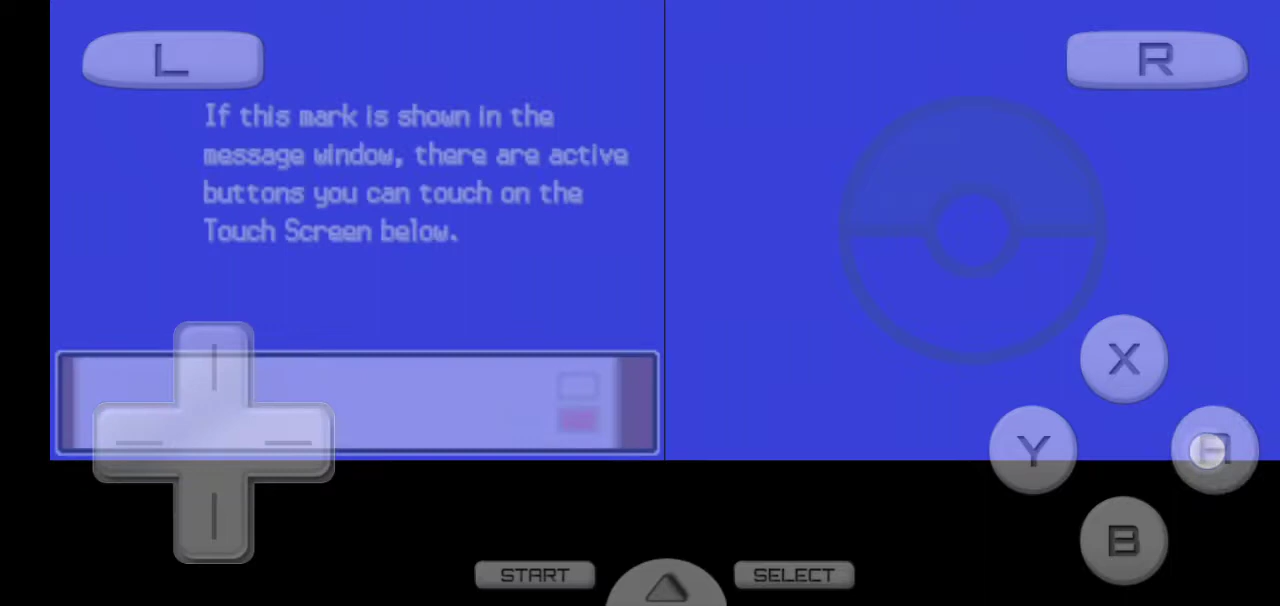 L
R
If this mark is shown in the
message window, there are active
buttons you can touch on the
Touch Screen below.
X
Y
A
B
START
SELECT